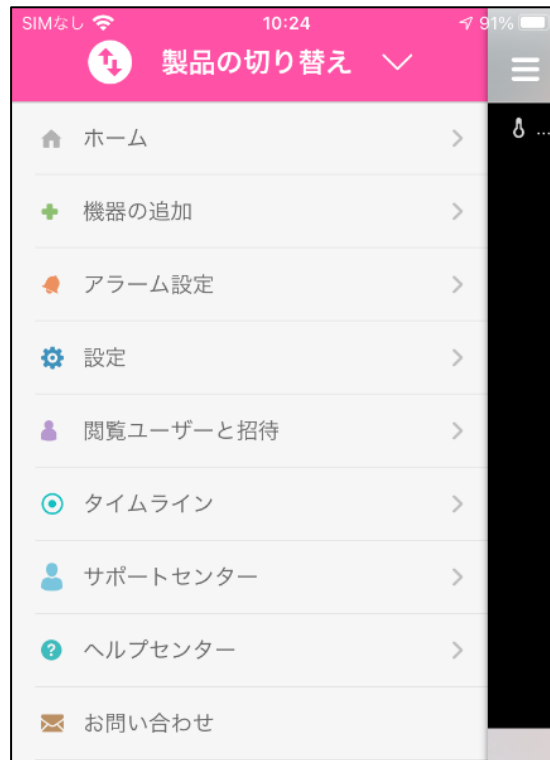 SIMなし 10:24 91%
製品の切り替え
ホーム
...
機器の追加
アラーム設定
設定
閲覧ユーザーと招待
タイムライン
サポートセンター
ヘルプセンター
お問い合わせ